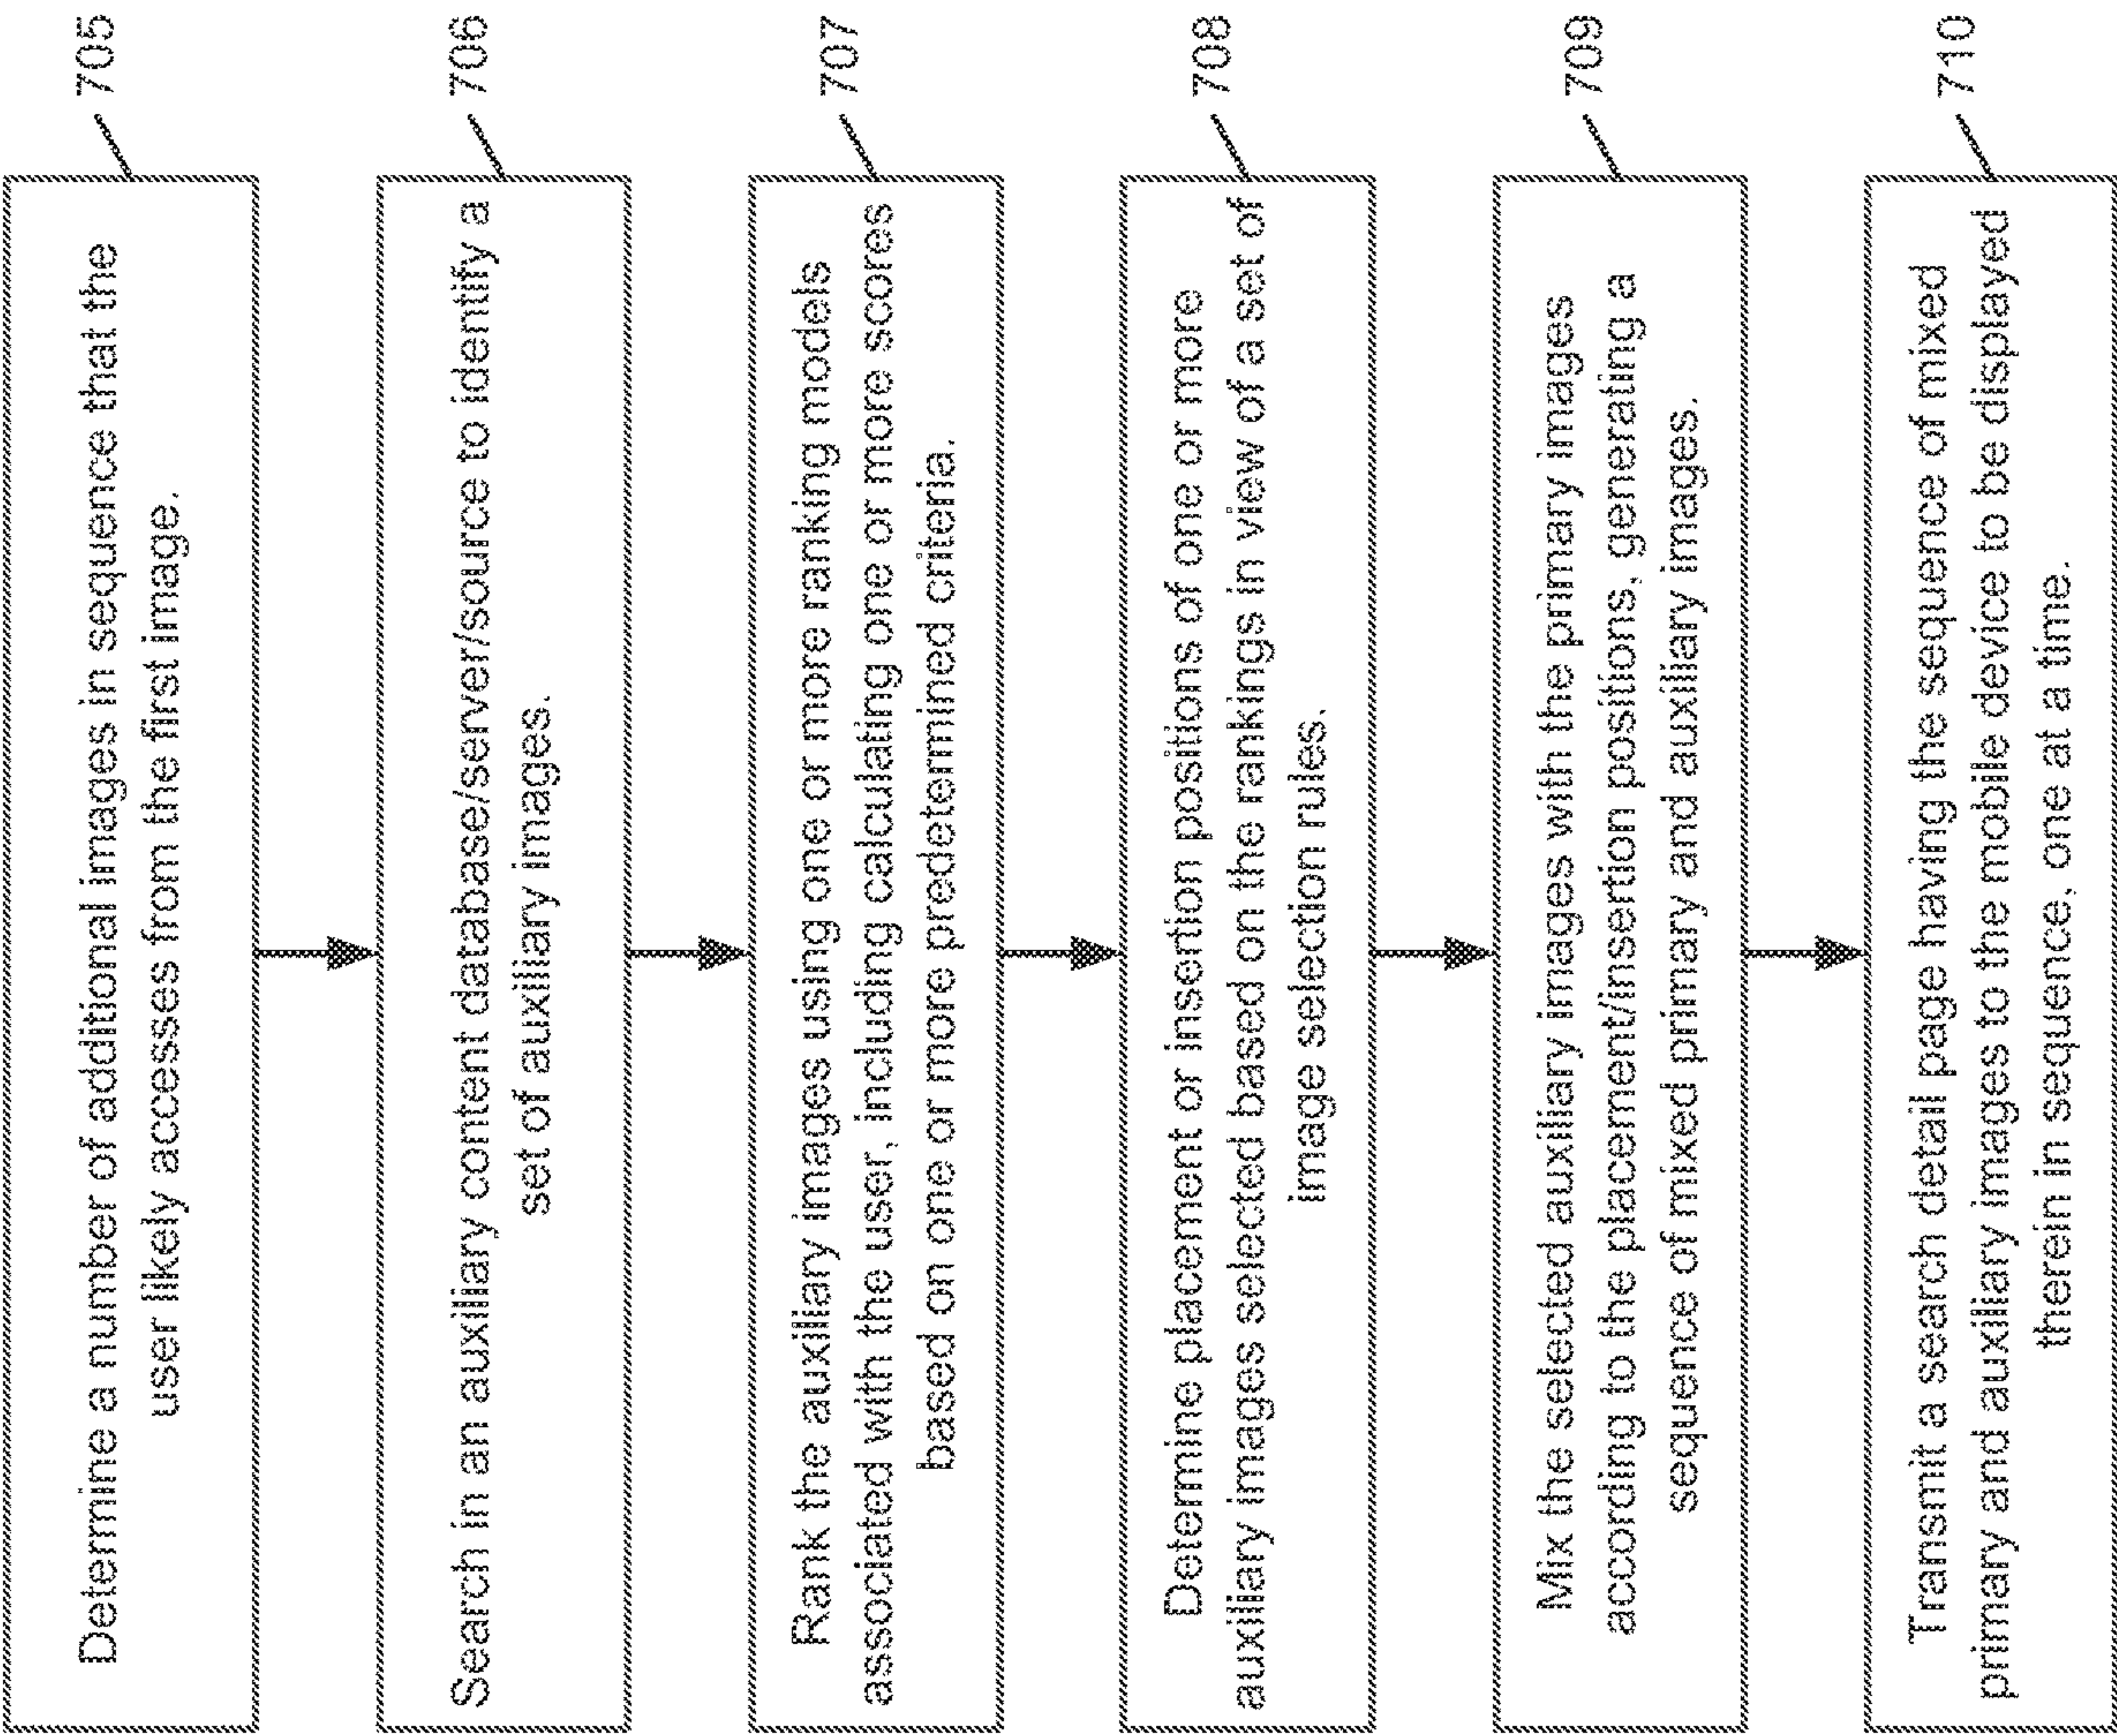 Determine a number of additional images in sequence that the
user likely accesses from the first image.
705
Search in an auxiliary content database/server/source to identify a
set of auxiliary images.
706
Rank the auxiliary images using one or more ranking models
associated with the user, including calculating one or more scores
based on one or more predetermined criteria.
707
Determine placement or insertion positions of one or more
auxiliary images selected based on the rankings in view of a set of
image selection rules.
708
Mix the selected auxiliary images with the primary images
according to the placement/insertion positions, generating a
sequence of mixed primary and auxiliary images.
709
Transmit a search detail page having the sequence of mixed
primary and auxiliary images to the mobile device to be displayed
therein in sequence, one at a time.
710